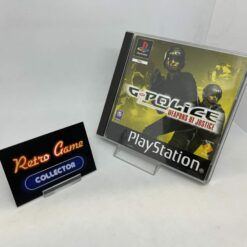 Retro Game
COLLECTOR
G-POLiCE
WEAPONS OF JUSTICE
PlayStation